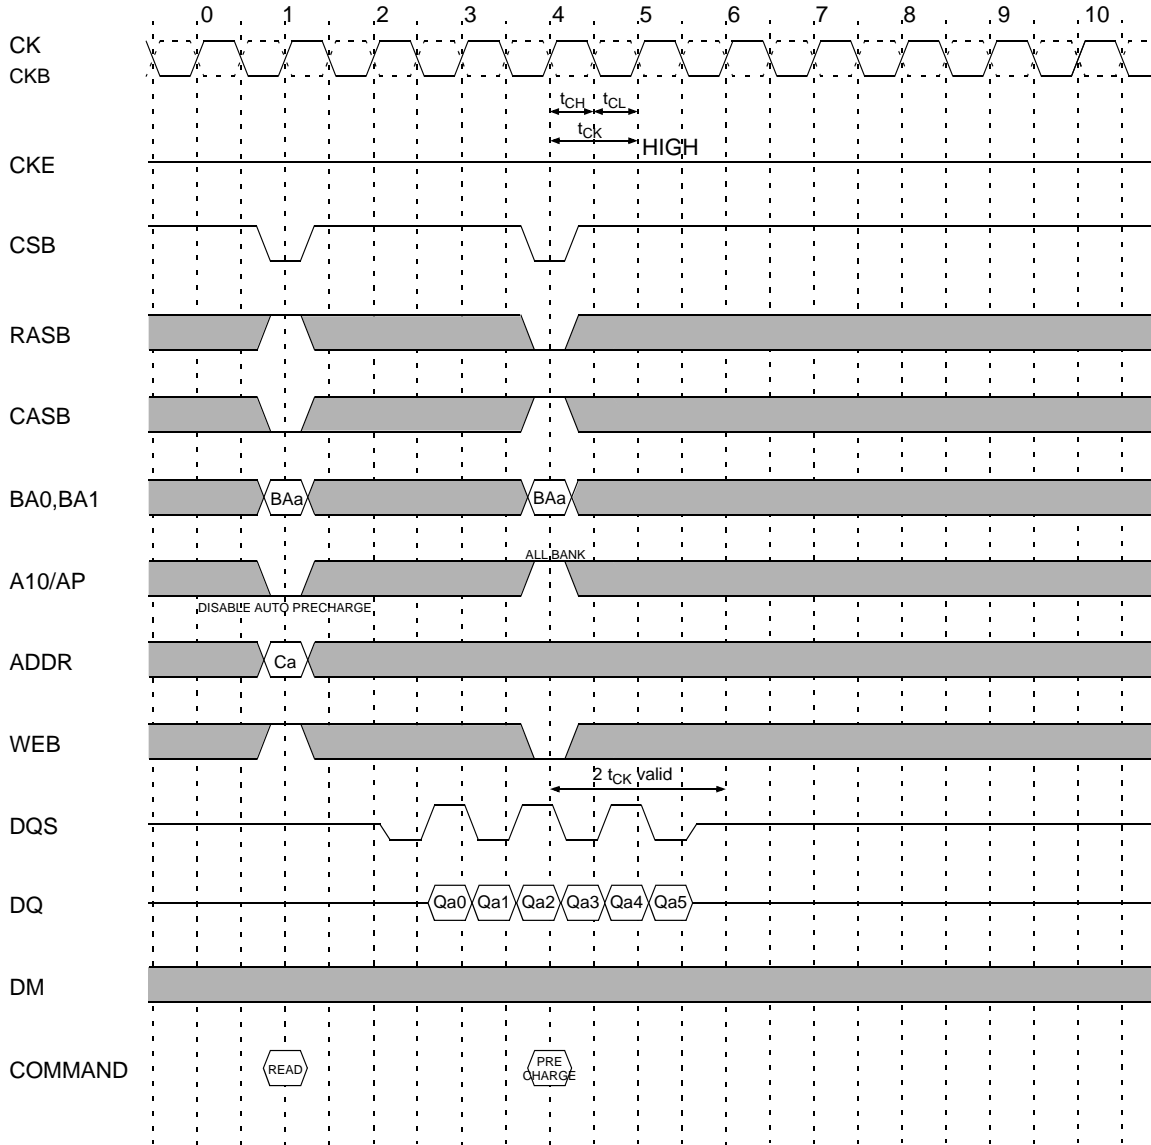 0 1 2 3 4 5 6 7 8 9 10
CK
CKB
tCH tCL
tCK
HIGH
CKE
CSB
RASB
CASB
BA0,BA1 BAa BAa
ALL BANK
A10/AP
DISABLE AUTO PRECHARGE
ADDR Ca
WEB
2 tCK valid
DQS
DQ Qa0 Qa1 Qa2 Qa3 Qa4 Qa5
DM
COMMAND READ PRE
CHARGE